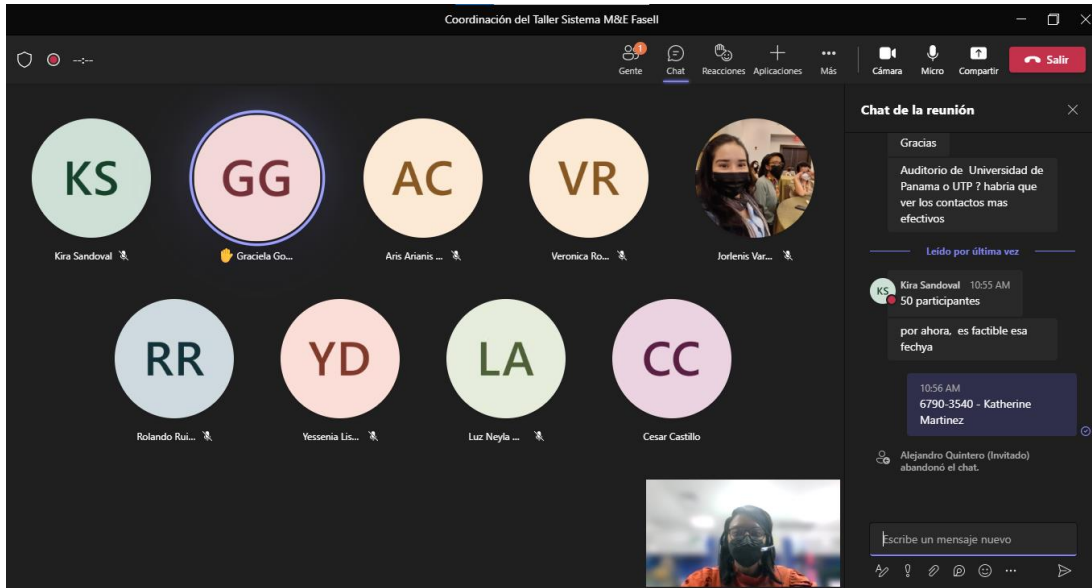 Coordinación del Taller Sistema M&E Fasell
--:--
1
Gente
Chat
Reacciones
Aplicaciones
Más
Cámara
Micro
Compartir
Salir
KS
GG
AC
VR
Kira Sandoval
Graciela Go...
Aris Arianis ...
Veronica Ro...
Jorlenis Var...
RR
YD
LA
CC
Rolando Rui...
Yessenia Lis...
Luz Neyla ...
Cesar Castillo
Chat de la reunión
Gracias
Auditorio de Universidad de
Panama o UTP ? habria que
ver los contactos mas
efectivos
Leído por última vez
KS
Kira Sandoval 10:55 AM
50 participantes
por ahora, es factible esa
fechya
10:56 AM
6790-3540 - Katherine
Martinez
Alejandro Quintero (Invitado)
abandonó el chat.
Escribe un mensaje nuevo